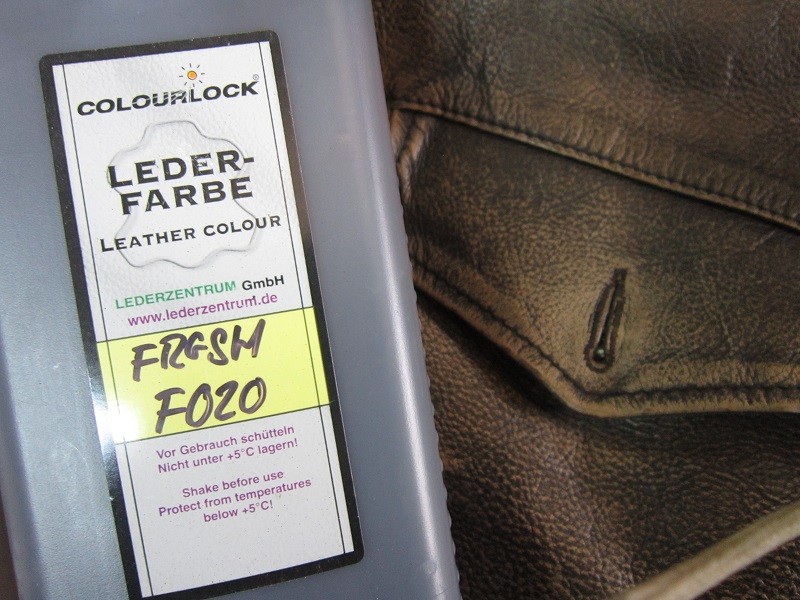 COLOURLOCK®
LEDER-
FARBE
LEATHER COLOUR
LEDERZENTRUM GmbH
www.lederzentrum.de
FRGSM
F020
Vor Gebrauch schütteln
Nicht unter +5°C lagern!
Shake before use
Protect from temperatures
below +5°C!